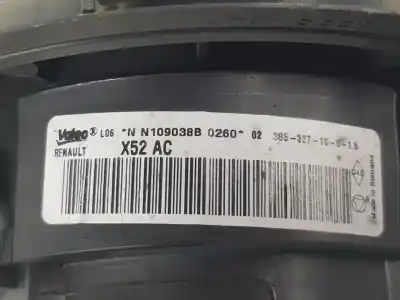 Valeo® L06 *N N109038B 0260* 02
RENAULT X52 AC